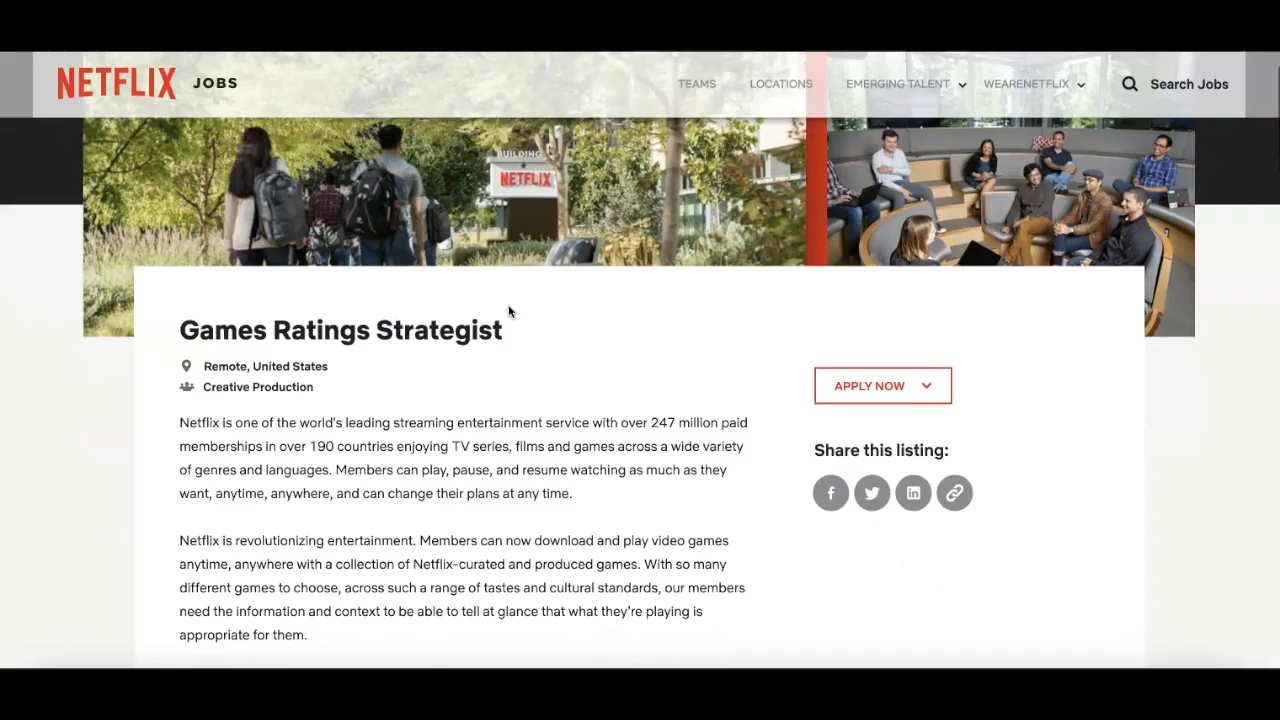 NETFLIX JOBS TEAMS LOCATIONS EMERGING TALENT WEARENETFLIX Search Jobs
BUILDING
NETFLIX
Games Ratings Strategist
Remote, United States
Creative Production
Netflix is one of the world's leading streaming entertainment service with over 247 million paid
memberships in over 190 countries enjoying TV series, films and games across a wide variety
of genres and languages. Members can play, pause, and resume watching as much as they
want, anytime, anywhere, and can change their plans at any time.
Netflix is revolutionizing entertainment. Members can now download and play video games
anytime, anywhere with a collection of Netflix-curated and produced games. With so many
different games to choose, across such a range of tastes and cultural standards, our members
need the information and context to be able to tell at glance that what they're playing is
appropriate for them.
APPLY NOW
Share this listing: